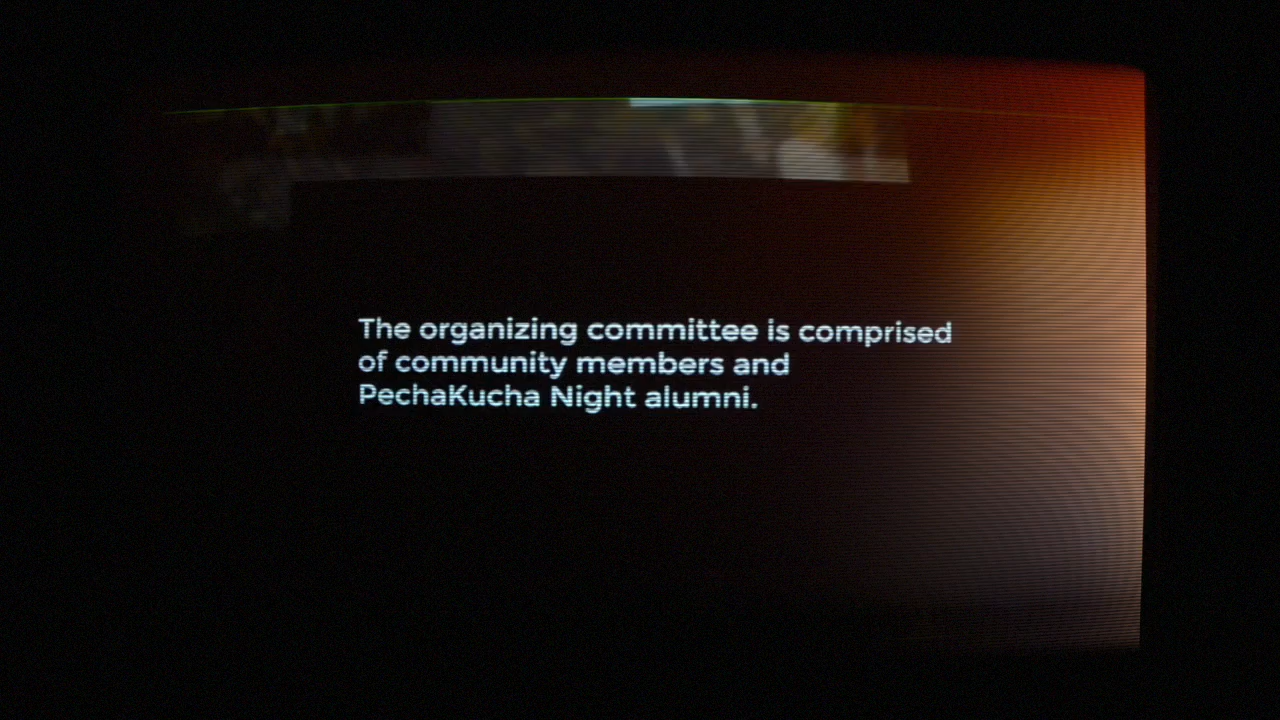 The organizing committee is comprised
of community members and
PechaKucha Night alumni.